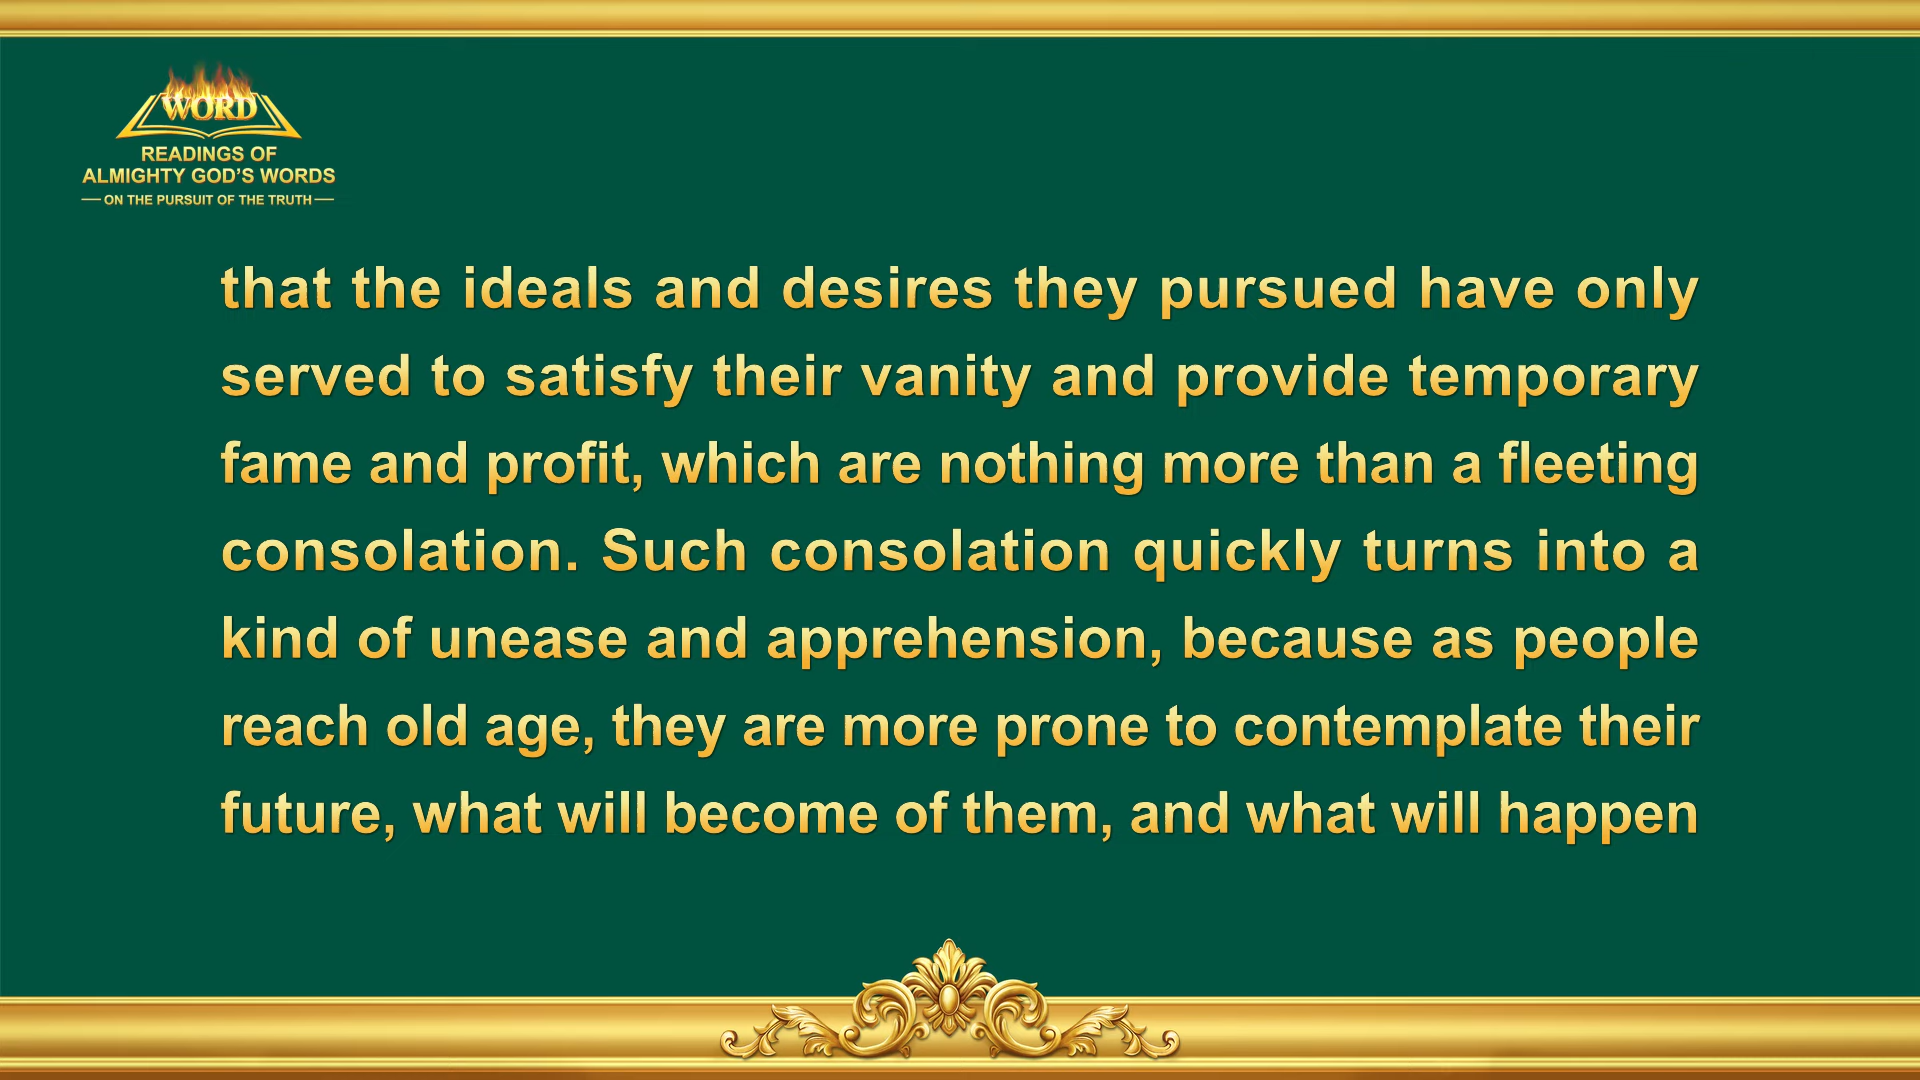 WORD
READINGS OF
ALMIGHTY GOD'S WORDS
— ON THE PURSUIT OF THE TRUTH —
that the ideals and desires they pursued have only
served to satisfy their vanity and provide temporary
fame and profit, which are nothing more than a fleeting
consolation. Such consolation quickly turns into a
kind of unease and apprehension, because as people
reach old age, they are more prone to contemplate their
future, what will become of them, and what will happen